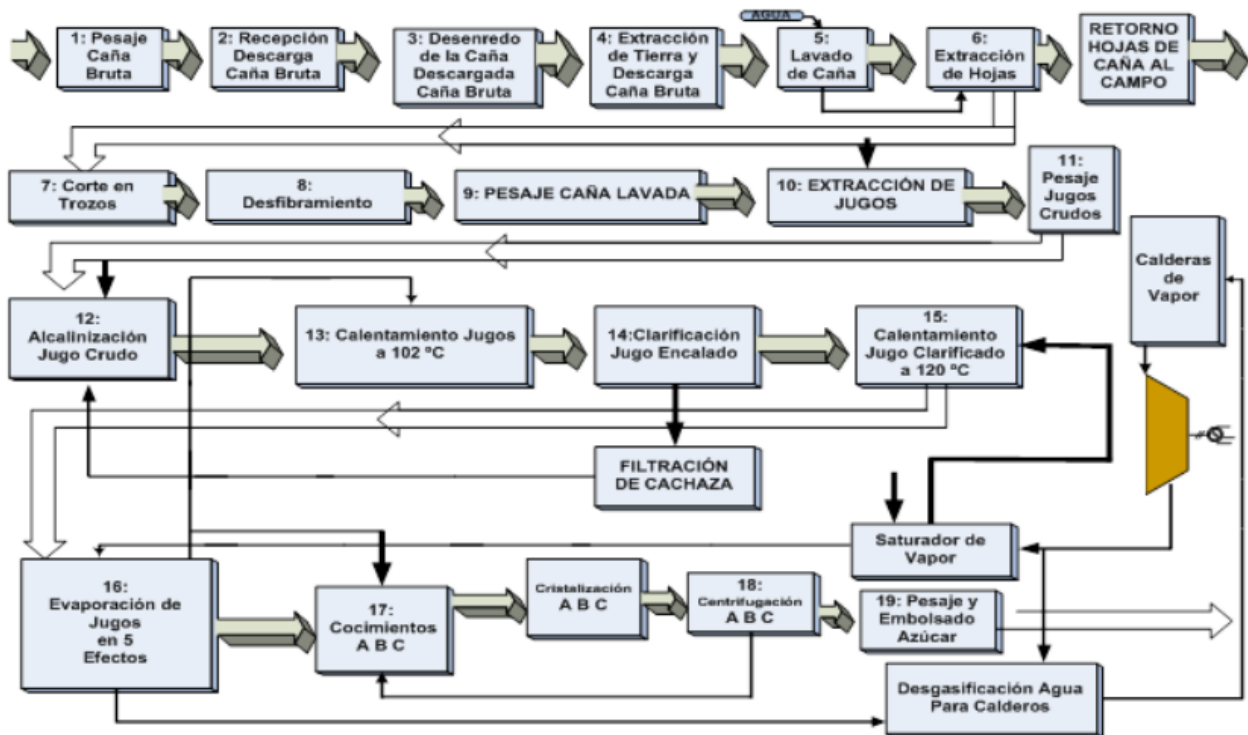 1: Pesaje
Caña
Bruta
2: Recepción
Descarga
Caña Bruta
3: Desenredo
de la Caña
Descargada
Caña Bruta
4: Extracción
de Tierra y
Descarga
Caña Bruta
AGUA
5:
Lavado
de Caña
6:
Extracción
de Hojas
RETORNO
HOJAS DE
CAÑA AL
CAMPO
7: Corte en
Trozos
8:
Desfibramiento
9: PESAJE CAÑA LAVADA
10: EXTRACCIÓN DE
JUGOS
11:
Pesaje
Jugos
Crudos
Calderas
de
Vapor
12:
Alcalinización
Jugo Crudo
13: Calentamiento Jugos
a 102 ºC
14:Clarificación
Jugo Encalado
15:
Calentamiento
Jugo Clarificado
a 120 ºC
FILTRACIÓN
DE CACHAZA
Saturador de
Vapor
16:
Evaporación de
Jugos
en 5
Efectos
17:
Cocimientos
A B C
Cristalización
A B C
18:
Centrifugación
A B C
19: Pesaje y
Embolsado
Azúcar
Desgasificación Agua
Para Calderos